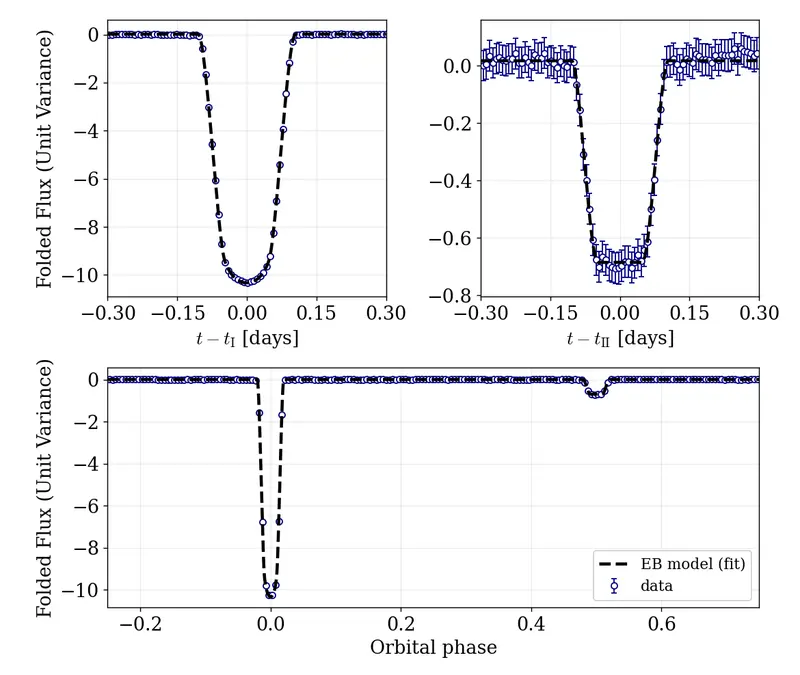 Folded Flux (Unit Variance)
0
−2
−4
−6
−8
−10
−0.30 −0.15 0.00 0.15 0.30
t − tI [days]
0.0
−0.2
−0.4
−0.6
−0.8
−0.30 −0.15 0.00 0.15 0.30
t − tII [days]
Folded Flux (Unit Variance)
0
−2
−4
−6
−8
−10
−0.2 0.0 0.2 0.4 0.6
Orbital phase
EB model (fit)
data